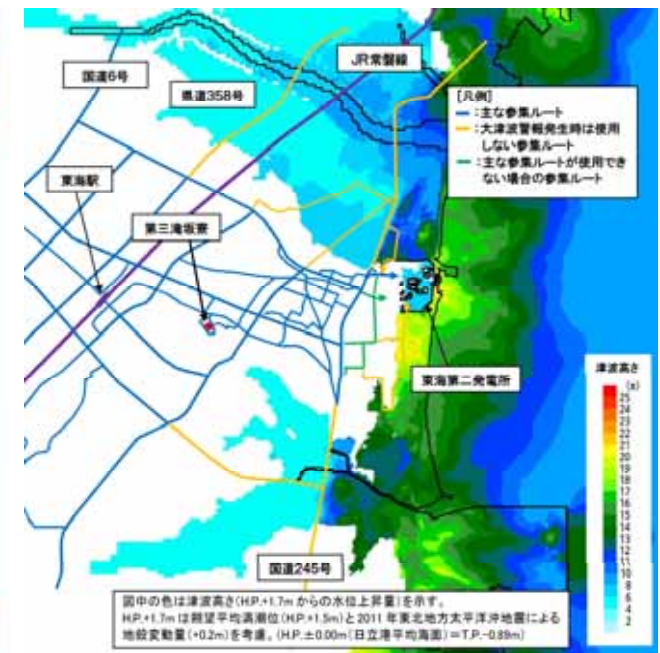 国道6号
県道358号
JR常磐線
[凡例]
:主な参集ルート
:大津波警報発生時は使用
しない参集ルート
:主な参集ルートが使用でき
ない場合の参集ルート
東海駅
第三滝坂寮
東海第二発電所
津波高さ
(m)
25
24
23
22
21
20
19
18
17
16
15
14
13
12
11
10
8
6
4
2
国道245号
図中の色は津波高さ(H.P.+1.7mからの水位上昇量)を示す。
H.P.+1.7mは朔望平均満潮位(H.P.+1.5m)と2011年東北地方太平洋沖地震による
地殻変動量(+0.2m)を考慮。(H.P.±0.00m(日立港平均海面)=T.P.-0.89m)